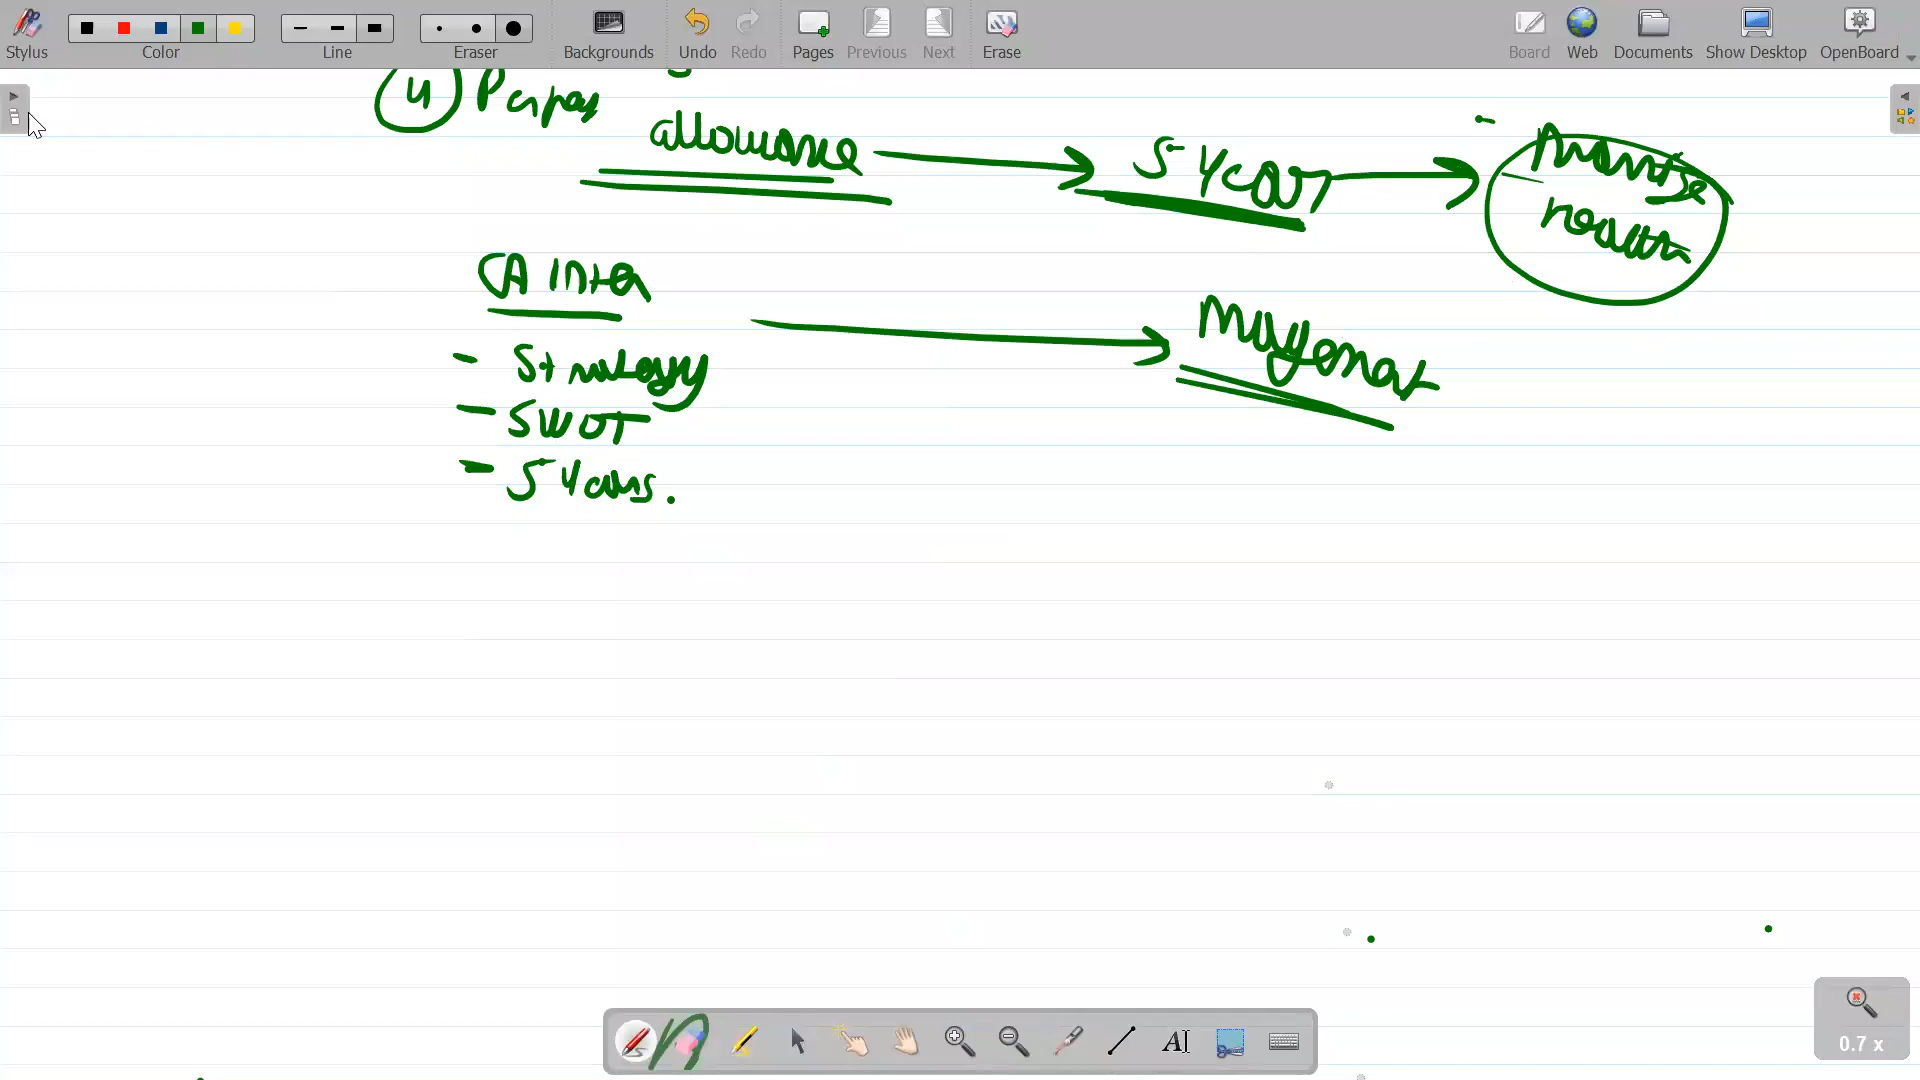 Stylus
Color
Line
Eraser
Backgrounds
Undo
Redo
Pages
Previous
Next
Erase
Board
Web
Documents
Show Desktop
OpenBoard
4
allowance
5 year
CA Inter
- Strategy
- SWOT
- 5 Years.
AI
0.7 x